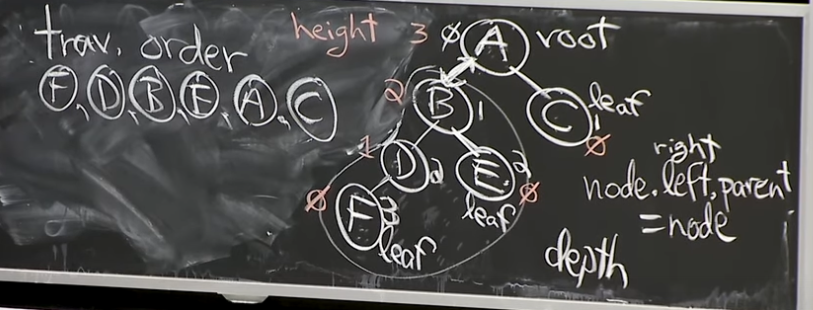 trav. order
F, D, B, E, A, C
height 3 Ø A root
2 B 1
C leaf 1 Ø
1 D 2
E 2 Ø leaf
Ø F 3 leaf
right
node.left.parent
=node
depth